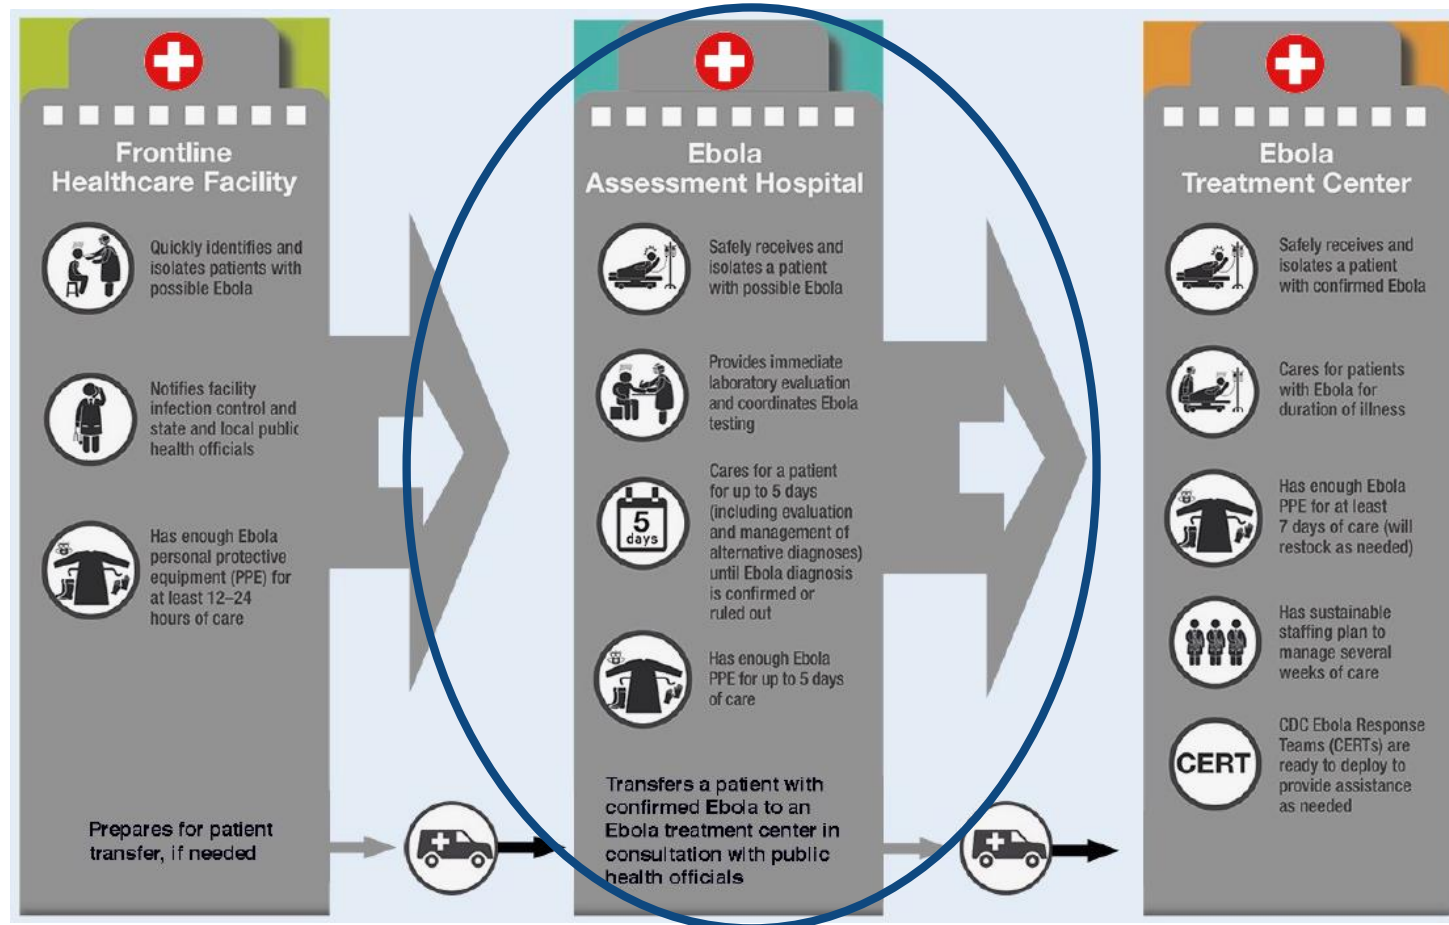 Frontline
Healthcare Facility
Quickly identifies and
isolates patients with
possible Ebola
Notifies facility
infection control and
state and local public
health officials
Has enough Ebola
personal protective
equipment (PPE) for
at least 12–24
hours of care
Prepares for patient
transfer, if needed
Ebola
Assessment Hospital
Safely receives and
isolates a patient
with possible Ebola
Provides immediate
laboratory evaluation
and coordinates Ebola
testing
5
days
Cares for a patient
for up to 5 days
(including evaluation
and management of
alternative diagnoses)
until Ebola diagnosis
is confirmed or
ruled out
Has enough Ebola
PPE for up to 5 days
of care
Transfers a patient with
confirmed Ebola to an
Ebola treatment center in
consultation with public
health officials
Ebola
Treatment Center
Safely receives and
isolates a patient
with confirmed Ebola
Cares for patients
with Ebola for
duration of illness
Has enough Ebola
PPE for at least
7 days of care (will
restock as needed)
Has sustainable
staffing plan to
manage several
weeks of care
CERT
CDC Ebola Response
Teams (CERTs) are
ready to deploy to
provide assistance
as needed